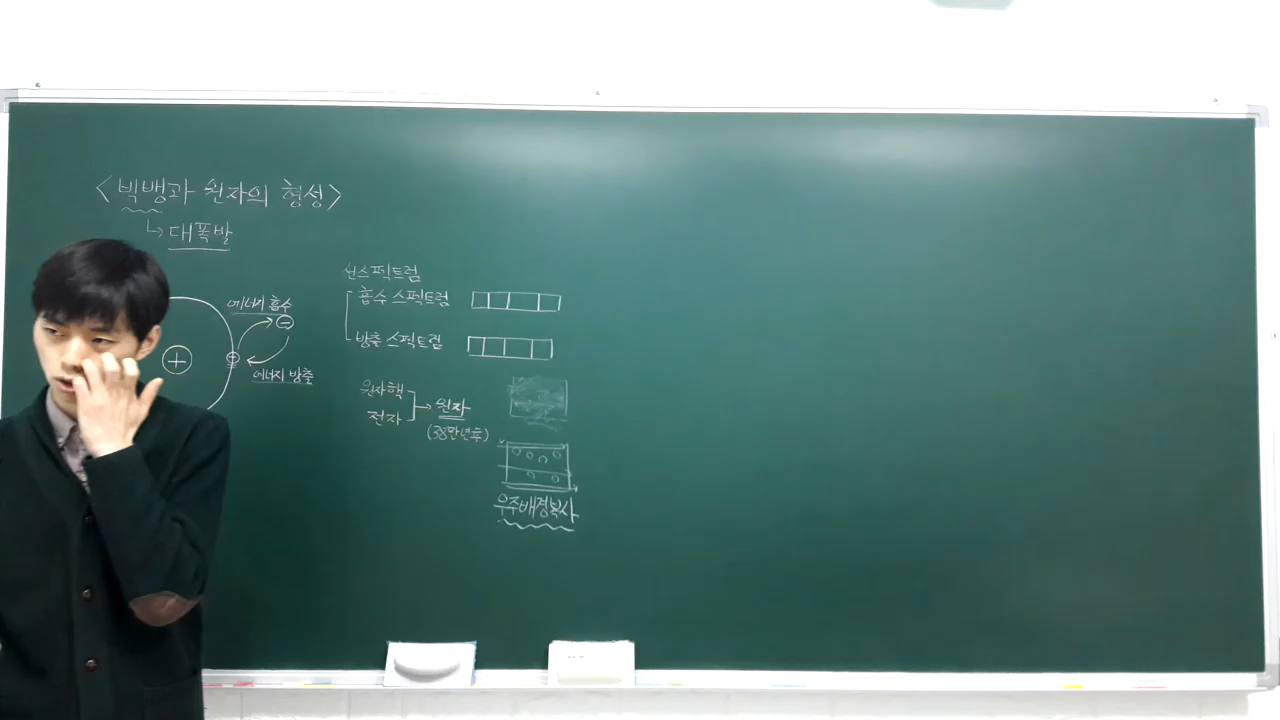 <빅뱅과 원자의 형성>
↳ 대폭발
에너지 흡수
⊖
⊕
⊖
에너지 방출
선스펙트럼
흡수 스펙트럼
방출 스펙트럼
원자핵
전자
→ 원자
(38만년후)
우주배경복사